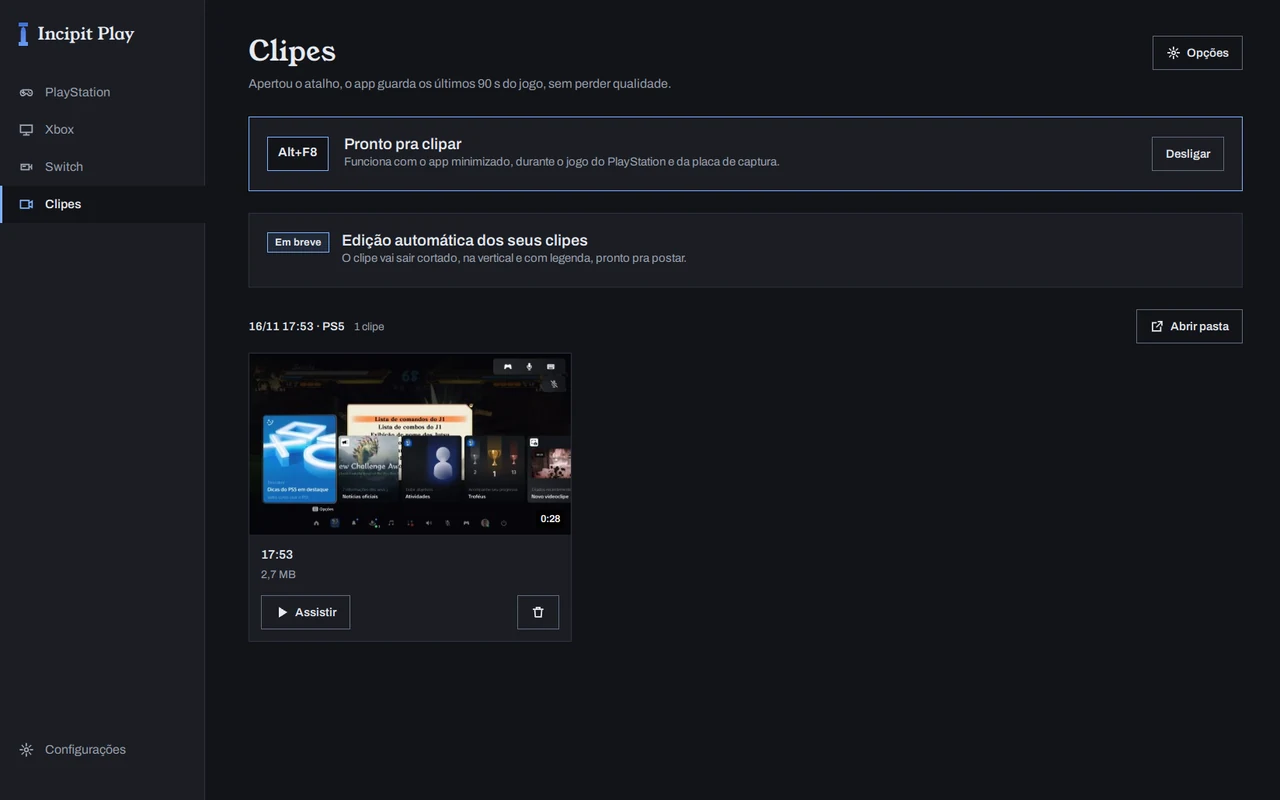 Incipit Play
PlayStation
Xbox
Switch
Clipes
Configurações
Clipes
Apertou o atalho, o app guarda os últimos 90 s do jogo, sem perder qualidade.
Opções
Alt+F8
Pronto pra clipar
Funciona com o app minimizado, durante o jogo do PlayStation e da placa de captura.
Desligar
Em breve
Edição automática dos seus clipes
O clipe vai sair cortado, na vertical e com legenda, pronto pra postar.
16/11 17:53 · PS5 1 clipe
Abrir pasta
Lista de comandos do J1
Lista de combos do J1
ew Challenge Aw
Dicas do PS5 em destaque
Notícias oficiais
Atividades
Troféus
Novo videoclipe
Opções
0:28
17:53
2,7 MB
Assistir